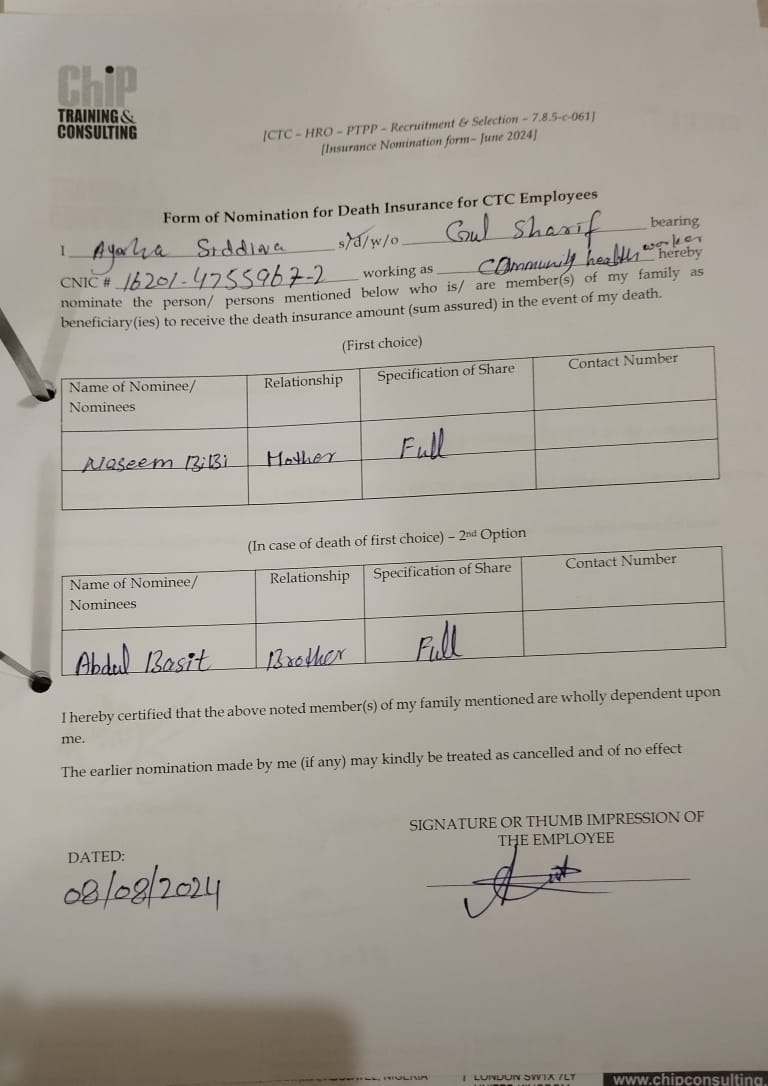 ChiP
TRAINING &
CONSULTING
[CTC – HRO – PTPP – Recruitment & Selection – 7.8.5-c-061]
[Insurance Nomination form– June 2024]
Form of Nomination for Death Insurance for CTC Employees
I Ayesha Siddiqa s/d/w/o Gul Sharif bearing
CNIC # 16201-4755967-2 working as Community health worker hereby
nominate the person/ persons mentioned below who is/ are member(s) of my family as
beneficiary(ies) to receive the death insurance amount (sum assured) in the event of my death.
(First choice)
Name of Nominee/ Nominees Relationship Specification of Share Contact Number
Naseem BiBi Mother Full
(In case of death of first choice) – 2nd Option
Name of Nominee/ Nominees Relationship Specification of Share Contact Number
Abdul Basit Brother Full
I hereby certified that the above noted member(s) of my family mentioned are wholly dependent upon
me.
The earlier nomination made by me (if any) may kindly be treated as cancelled and of no effect
SIGNATURE OR THUMB IMPRESSION OF
THE EMPLOYEE
DATED:
08/08/2024
NIGERIA
LONDON SW1X 7LY
www.chipconsulting